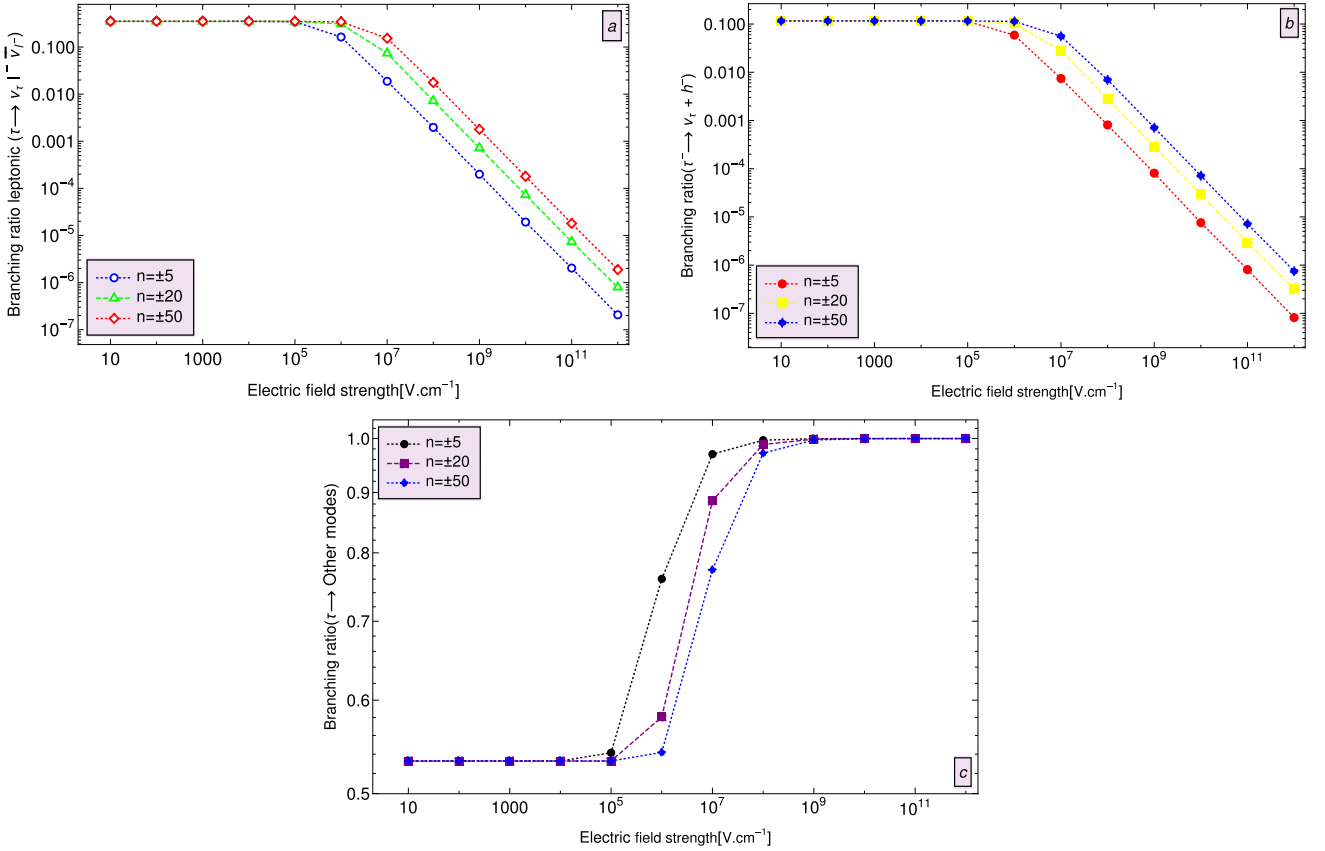 a
Branching ratio leptonic (τ⟶ ν_τ l⁻ ν̅_l⁻)
0.100
0.010
0.001
10⁻⁴
10⁻⁵
10⁻⁶
10⁻⁷
n=±5
n=±20
n=±50
10 1000 10⁵ 10⁷ 10⁹ 10¹¹
Electric field strength[V.cm⁻¹]
b
Branching ratio(τ⁻⟶ ν_τ + h⁻)
0.100
0.010
0.001
10⁻⁴
10⁻⁵
10⁻⁶
10⁻⁷
n=±5
n=±20
n=±50
10 1000 10⁵ 10⁷ 10⁹ 10¹¹
Electric field strength[V.cm⁻¹]
n=±5
n=±20
n=±50
Branching ratio(τ⟶ Other modes)
1.0
0.9
0.8
0.7
0.6
0.5
c
10 1000 10⁵ 10⁷ 10⁹ 10¹¹
Electric field strength[V.cm⁻¹]